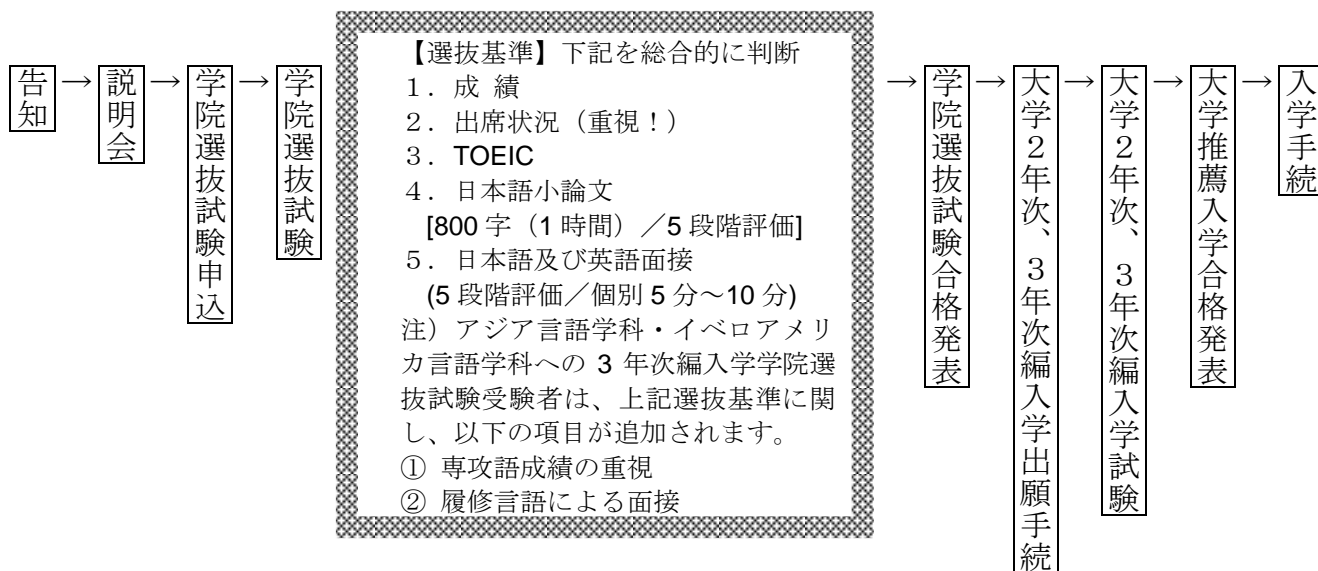 告知
→
説明会
→
学院選抜試験申込
→
学院選抜試験
【選抜基準】下記を総合的に判断
1．成 績
2．出席状況（重視！）
3．TOEIC
4．日本語小論文
[800 字（1 時間）／5 段階評価]
5．日本語及び英語面接
(5 段階評価／個別 5 分～10 分)
注）アジア言語学科・イベロアメリ
カ言語学科への 3 年次編入学学院選
抜試験受験者は、上記選抜基準に関
し、以下の項目が追加されます。
① 専攻語成績の重視
② 履修言語による面接
→
学院選抜試験合格発表
→
大学２年次、３年次編入学出願手続
→
大学２年次、３年次編入学試験
→
大学推薦入学合格発表
→
入学手続